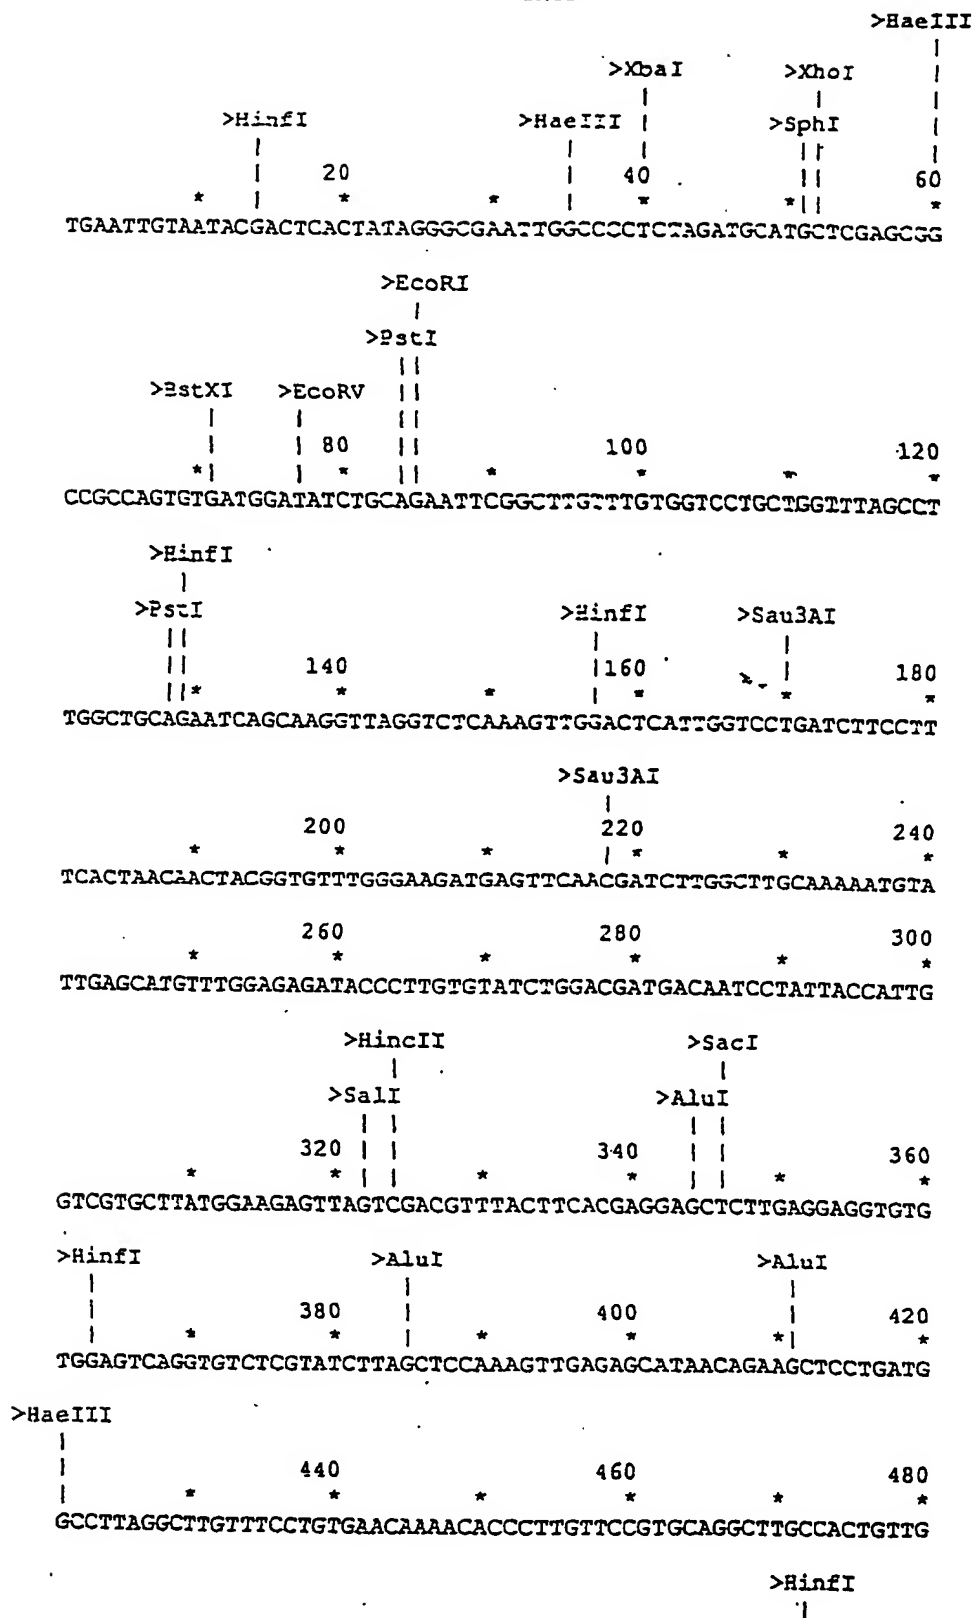 >HaeIII
>XbaI >XhoI
>HinfI >HaeIII >SphI
20 40 60
* * * * * *
TGAATTGTAATACGACTCACTATAGGGCGAATTGGCCCCTCTAGATGCATGCTCGAGCGG
>EcoRI
>PstI
>BstXI >EcoRV
80 100 120
* * * * * *
CCGCCAGTGTGATGGATATCTGCAGAATTCGGCTTGTTTGTGGTCCTGCTGGTTTAGCCT
>HinfI
>PstI >HinfI >Sau3AI
140 160 180
* * * * * *
TGGCTGCAGAATCAGCAAGGTTAGGTCTCAAAGTTGGACTCATTGGTCCTGATCTTCCTT
>Sau3AI
200 220 240
* * * * * *
TCACTAACAACTACGGTGTTTGGGAAGATGAGTTCAACGATCTTGGCTTGCAAAAATGTA
260 280 300
* * * * * *
TTGAGCATGTTTGGAGAGATACCCTTGTGTATCTGGACGATGACAATCCTATTACCATTG
>HincII >SacI
>SalI >AluI
320 340 360
* * * * * *
GTCGTGCTTATGGAAGAGTTAGTCGACGTTTACTTCACGAGGAGCTCTTGAGGAGGTGTG
>HinfI >AluI >AluI
380 400 420
* * * * * *
TGGAGTCAGGTGTCTCGTATCTTAGCTCCAAAGTTGAGAGCATAACAGAAGCTCCTGATG
>HaeIII
440 460 480
* * * * * *
GCCTTAGGCTTGTTTCCTGTGAACAAAACACCCTTGTTCCGTGCAGGCTTGCCACTGTTG
>HinfI